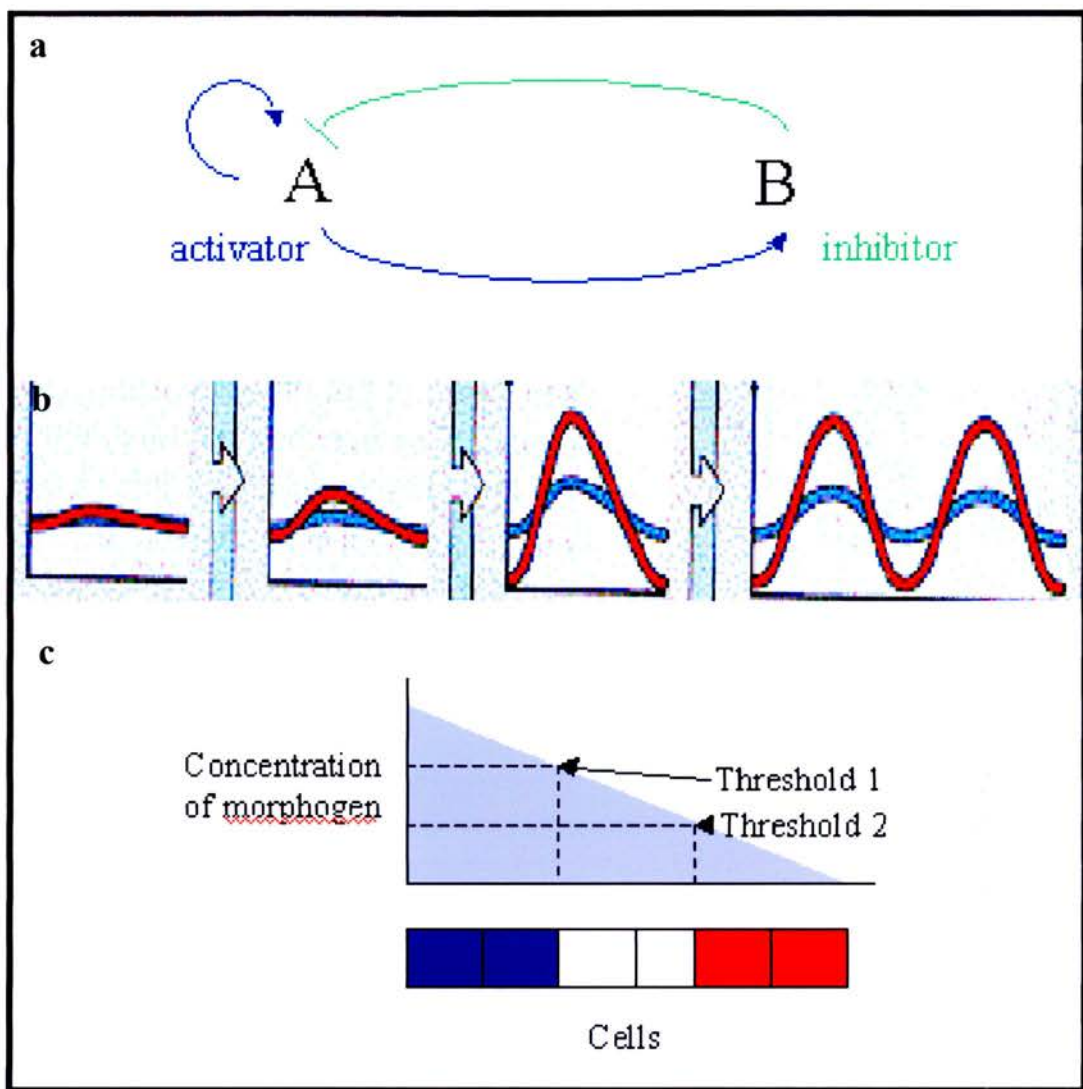 a
A
B
activator
inhibitor
b
c
Concentration
of morphogen
Threshold 1
Threshold 2
Cells